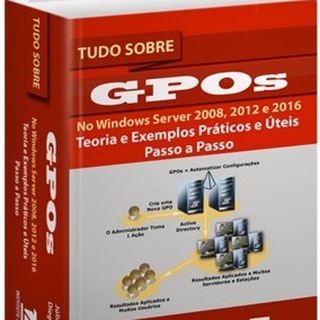 TUDO SOBRE
GPOs
No Windows Server 2008, 2012 e 2016
Teoria e Exemplos Práticos e Úteis
Passo a Passo
GPOs = Automatizar Configurações
Cria uma
Nova GPO
O Administrador Toma
1 Ação
Active
Directory
Resultados Aplicados a
Muitos Usuários
Resultados Aplicados a Muitos
Servidores e Estações
TUDO SOBRE
GPOs
No Windows Server 2008, 2012 e 2016
Teoria e Exemplos Práticos e Úteis
Passo a Passo